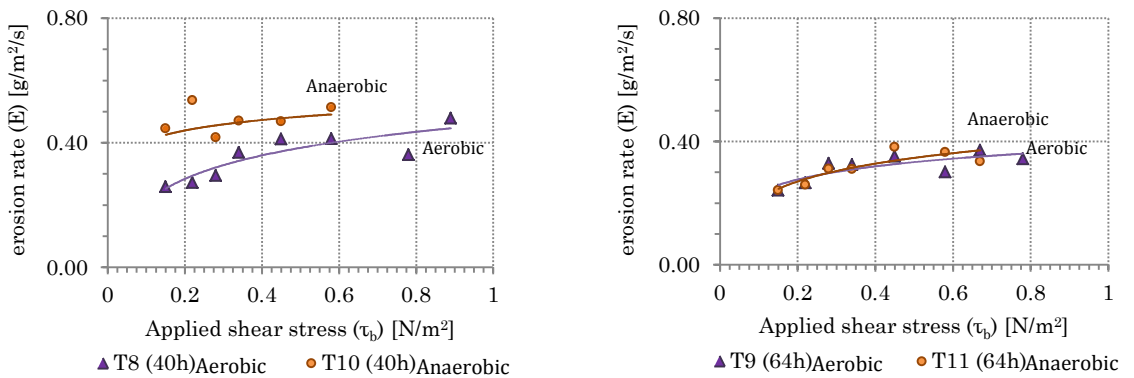 0.80
0.40
0.00
erosion rate (E) [g/m²/s]
Anaerobic
Aerobic
0 0.2 0.4 0.6 0.8 1
Applied shear stress (τb) [N/m²]
T8 (40h)Aerobic T10 (40h)Anaerobic
0.80
0.40
0.00
erosion rate (E) [g/m²/s]
Anaerobic
Aerobic
0 0.2 0.4 0.6 0.8 1
Applied shear stress (τb) [N/m²]
T9 (64h)Aerobic T11 (64h)Anaerobic